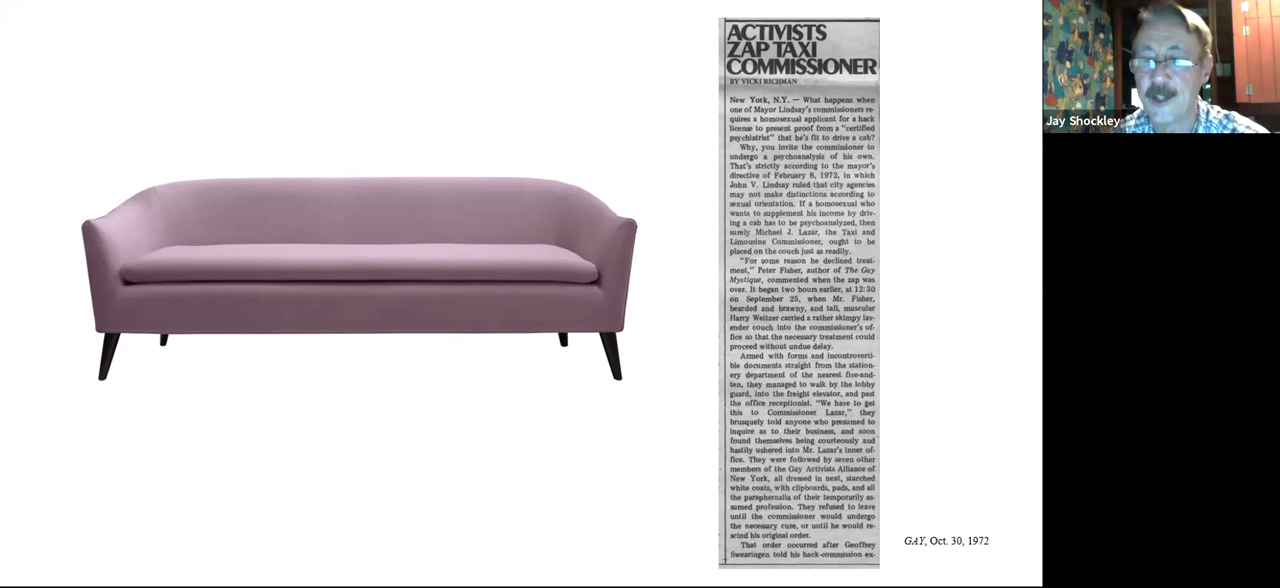 ACTIVISTS
ZAP TAXI
COMMISSIONER
BY VICKI RICHMAN
New York, N.Y. — What happens when
one of Mayor Lindsay's commissioners re-
quires a homosexual applicant for a hack
license to present proof from a "certified
psychiatrist" that he's fit to drive a cab?
Why, you invite the commissioner to
undergo a psychoanalysis of his own.
That's strictly according to the mayor's
directive of February 8, 1972, in which
John V. Lindsay ruled that city agencies
may not make distinctions according to
sexual orientation. If a homosexual who
wants to supplement his income by driv-
ing a cab has to be psychoanalyzed, then
surely Michael J. Lazar, the Taxi and
Limousine Commissioner, ought to be
placed on the couch just as readily.
"For some reason he declined treat-
ment," Peter Fisher, author of The Gay
Mystique, commented when the zap was
over. It began two hours earlier, at 12:30
on September 25, when Mr. Fisher,
bearded and brawny, and tall, muscular
Harry Weitzer carried a rather skimpy lav-
ender couch into the commissioner's of-
fice so that the necessary treatment could
proceed without undue delay.
Armed with forms and incontroverti-
ble documents straight from the station-
ery department of the nearest five-and-
ten, they managed to walk by the lobby
guard, into the freight elevator, and past
the office receptionist. "We have to get
this to Commissioner Lazar," they
brusquely told anyone who presumed to
inquire as to their business, and soon
found themselves being courteously and
hastily ushered into Mr. Lazar's inner of-
fice. They were followed by seven other
members of the Gay Activists Alliance of
New York, all dressed in neat, starched
white coats, with clipboards, pads, and all
the paraphernalia of their temporarily as-
sumed profession. They refused to leave
until the commissioner would undergo
the necessary cure, or until he would re-
scind his original order.
That order occurred after Geoffrey
Swearingen told his hack-commission ex-
GAY, Oct. 30, 1972
Jay Shockley